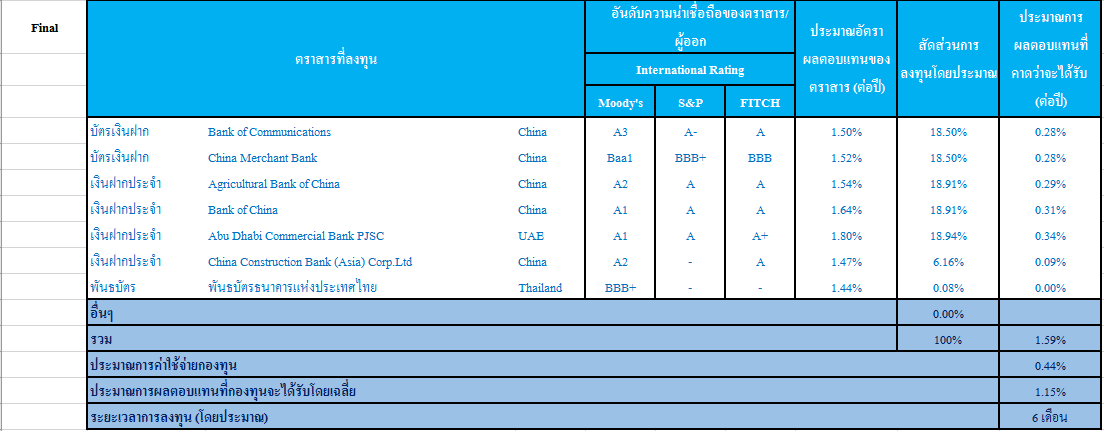 Final
ตราสารที่ลงทุน
อันดับความน่าเชื่อถือของตราสาร/
ผู้ออก
International Rating
Moody's S&P FITCH
ประมาณอัตรา
ผลตอบแทนของ
ตราสาร (ต่อปี)
สัดส่วนการ
ลงทุนโดยประมาณ
ประมาณการ
ผลตอบแทนที่
คาดว่าจะได้รับ
(ต่อปี)
บัตรเงินฝาก Bank of Communications China A3 A- A 1.50% 18.50% 0.28%
บัตรเงินฝาก China Merchant Bank China Baa1 BBB+ BBB 1.52% 18.50% 0.28%
เงินฝากประจำ Agricultural Bank of China China A2 A A 1.54% 18.91% 0.29%
เงินฝากประจำ Bank of China China A1 A A 1.64% 18.91% 0.31%
เงินฝากประจำ Abu Dhabi Commercial Bank PJSC UAE A1 A A+ 1.80% 18.94% 0.34%
เงินฝากประจำ China Construction Bank (Asia) Corp.Ltd China A2 - A 1.47% 6.16% 0.09%
พันธบัตร พันธบัตรธนาคารแห่งประเทศไทย Thailand BBB+ - - 1.44% 0.08% 0.00%
อื่นๆ 0.00%
รวม 100% 1.59%
ประมาณการค่าใช้จ่ายกองทุน 0.44%
ประมาณการผลตอบแทนที่กองทุนจะได้รับโดยเฉลี่ย 1.15%
ระยะเวลาการลงทุน (โดยประมาณ) 6 เดือน